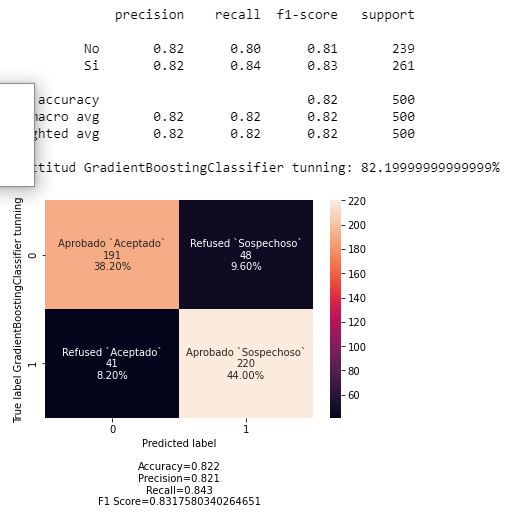 precision recall f1-score support
No 0.82 0.80 0.81 239
Si 0.82 0.84 0.83 261
accuracy 0.82 500
macro avg 0.82 0.82 0.82 500
ghted avg 0.82 0.82 0.82 500
ctitud GradientBoostingClassifier tunning: 82.19999999999999%
True label GradientBoostingClassifier tunning
0
1
Aprobado `Aceptado`
191
38.20%
Refused `Sospechoso`
48
9.60%
Refused `Aceptado`
41
8.20%
Aprobado `Sospechoso`
220
44.00%
220
200
180
160
140
120
100
80
60
0 1
Predicted label
Accuracy=0.822
Precision=0.821
Recall=0.843
F1 Score=0.8317580340264651